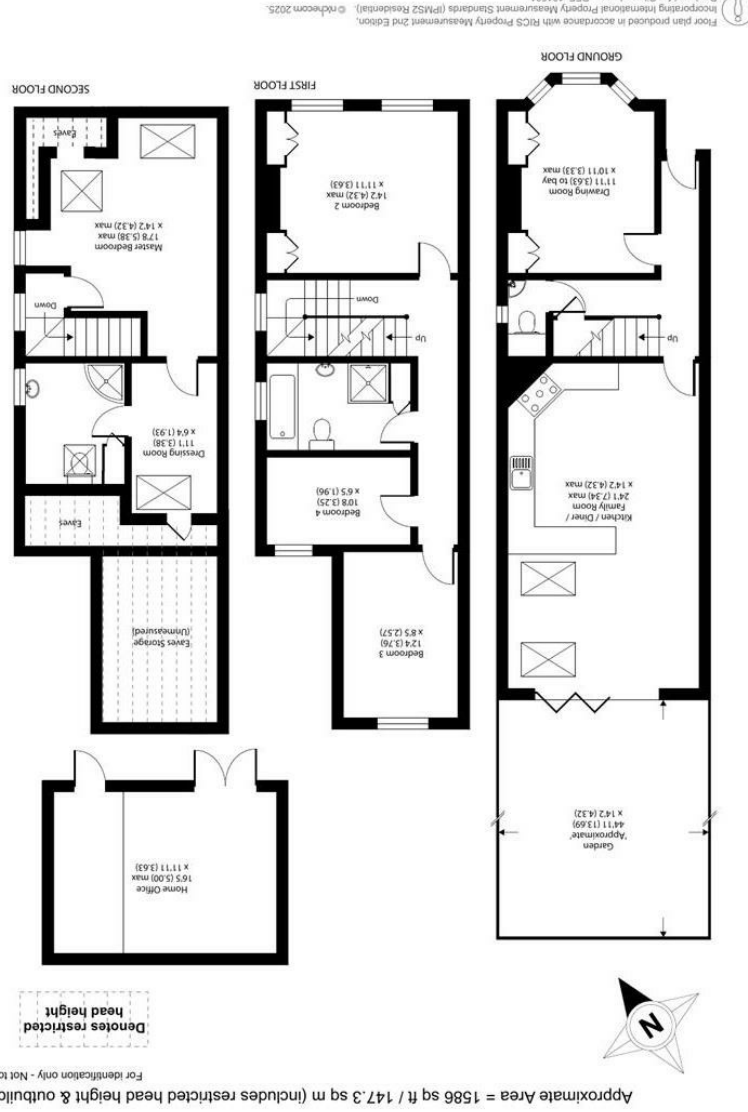 Approximate Area = 1586 sq ft / 147.3 sq m (includes restricted head height &
For identification only - Not to
N
Denotes restricted
head height
Garden
'Approximate'
44'11 (13.69)
x 14'2 (4.32)
Kitchen / Diner /
Family Room
24'1 (7.34) max
x 14'2 (4.32) max
Up
Drawing Room
11'11 (3.63) to bay
x 10'11 (3.33) max
GROUND FLOOR
Bedroom 3
12'4 (3.76)
x 8'5 (2.57)
Bedroom 4
10'8 (3.25)
x 6'5 (1.96)
Up
Down
Bedroom 2
14'2 (4.32) max
x 11'11 (3.63)
FIRST FLOOR
Home Office
16'5 (5.00) max
x 11'11 (3.63)
Eaves Storage
(Unmeasured)
Eaves
Dressing Room
11'1 (3.38)
x 6'4 (1.93)
Down
Master Bedroom
17'8 (5.38) max
x 14'2 (4.32) max
Eaves
SECOND FLOOR
Floor plan produced in accordance with RICS Property Measurement 2nd Edition,
Incorporating International Property Measurement Standards (IPMS2 Residential). © nichecom 2025.